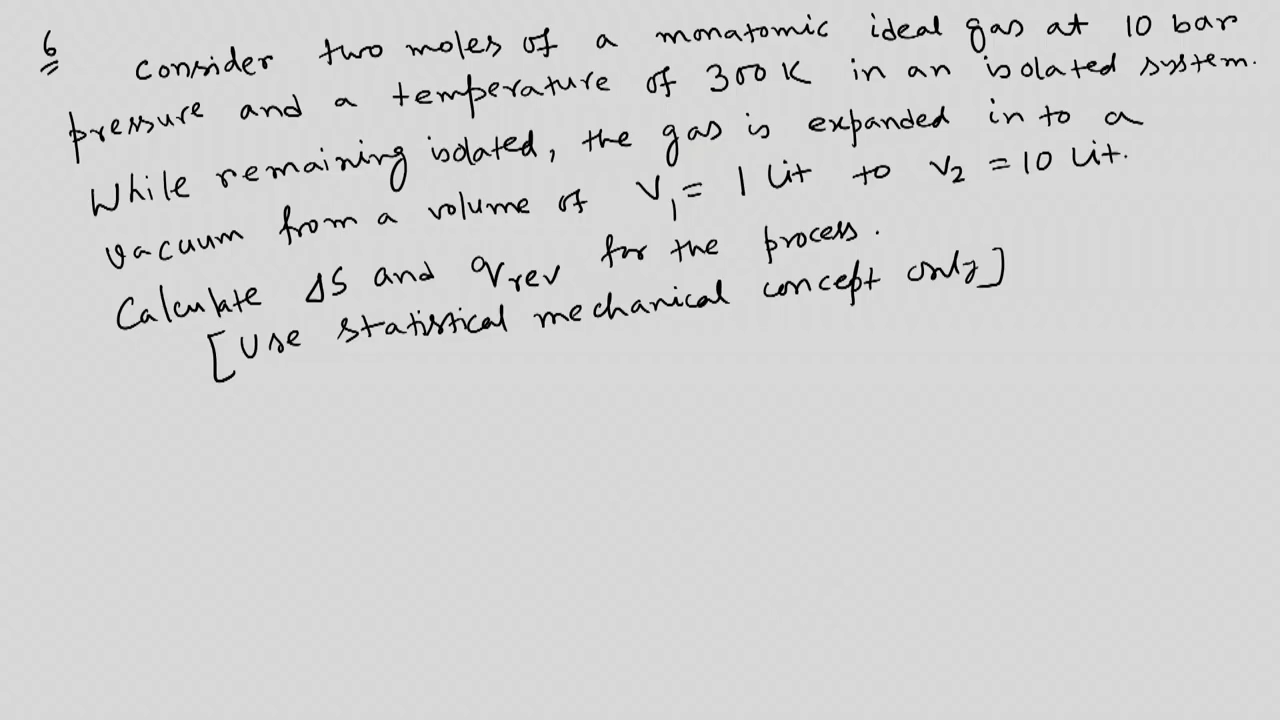 6 Consider two moles of a monatomic ideal gas at 10 bar
pressure and a temperature of 300 K in an isolated system.
While remaining isolated, the gas is expanded in to a
vacuum from a volume of V₁ = 1 Lit to V₂ = 10 Lit.
Calculate ΔS and qrev for the process.
[Use statistical mechanical concept only]